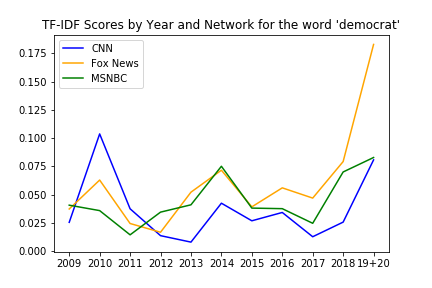 TF-IDF Scores by Year and Network for the word 'democrat'
CNN
Fox News
MSNBC
0.175
0.150
0.125
0.100
0.075
0.050
0.025
0.000
2009 2010 2011 2012 2013 2014 2015 2016 2017 2018 19+20